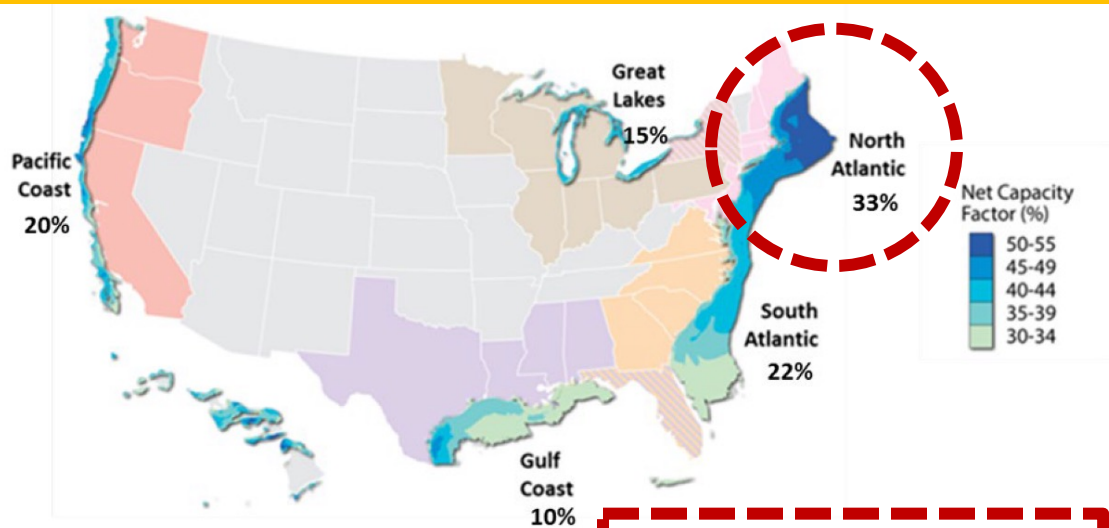 Great
Lakes
15%
North
Atlantic
33%
Pacific
Coast
20%
Net Capacity
Factor (%)
50-55
45-49
40-44
35-39
30-34
South
Atlantic
22%
Gulf
Coast
10%